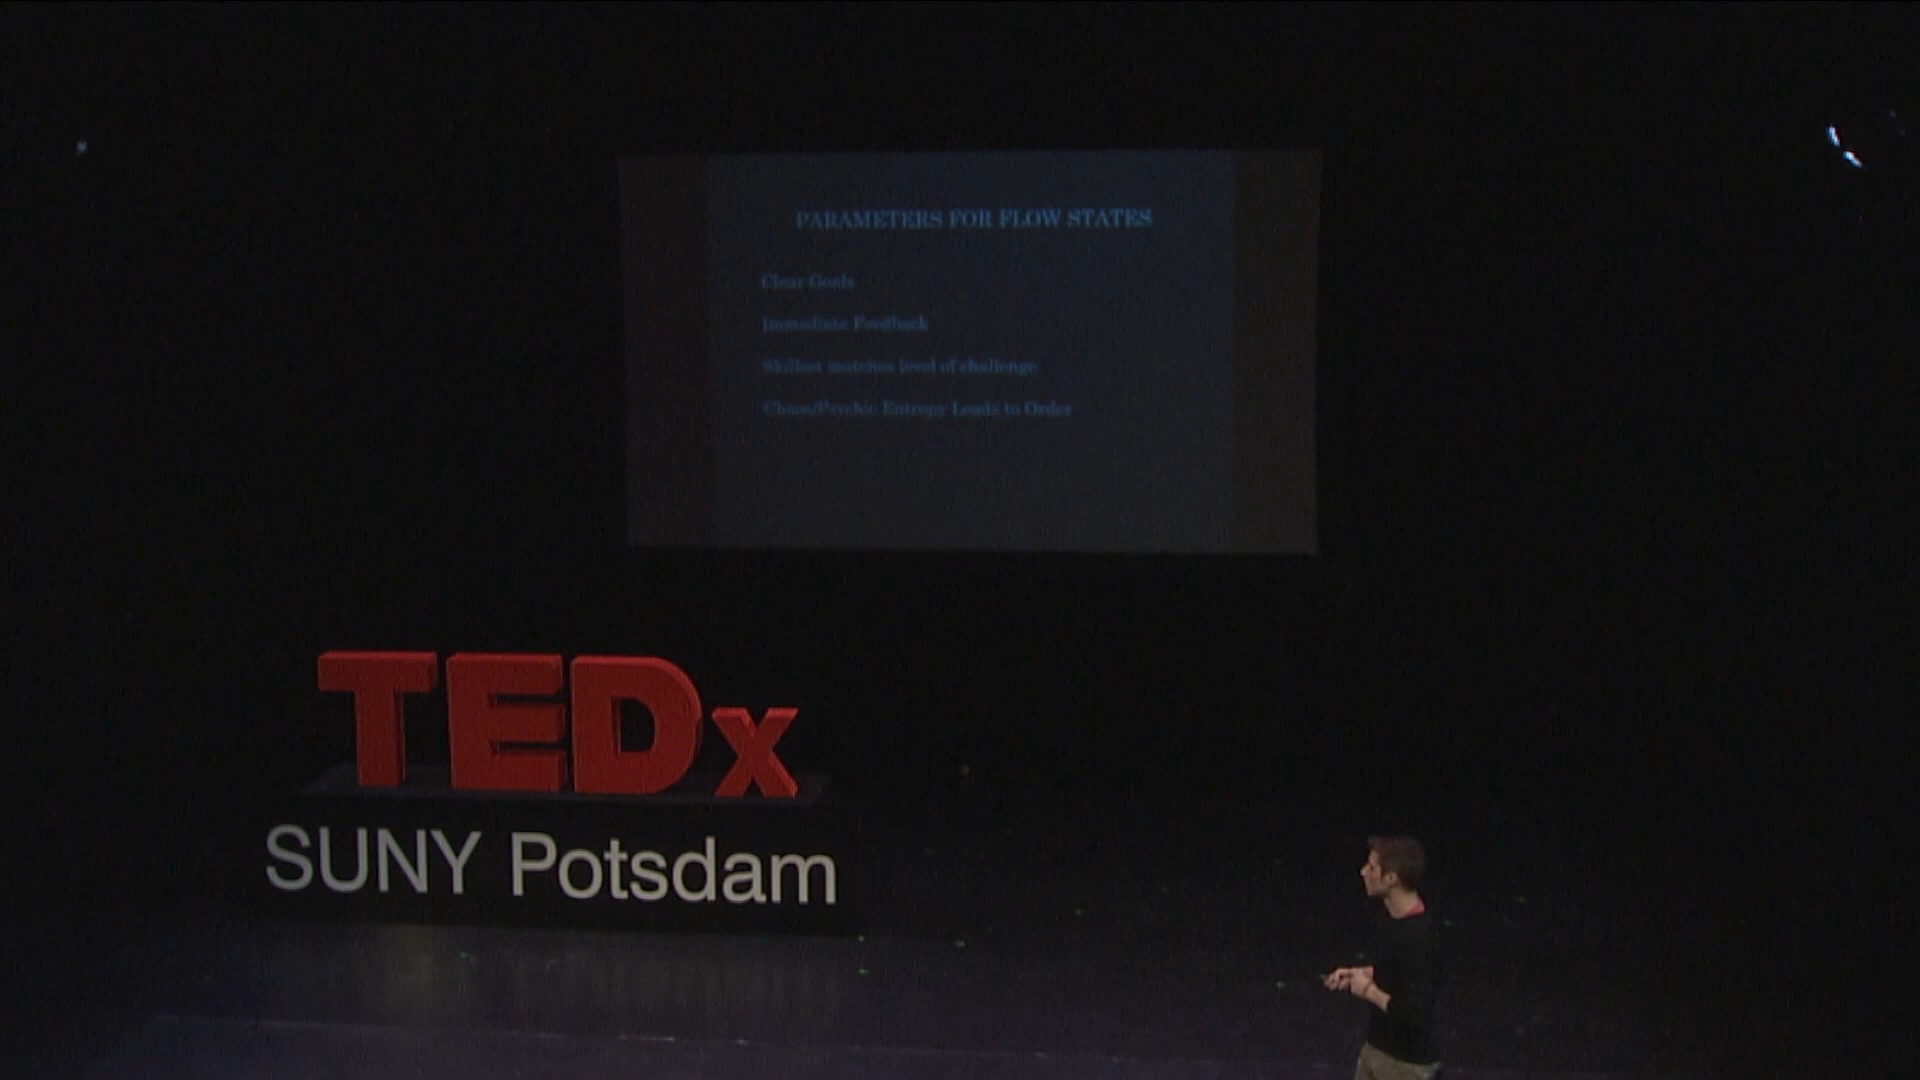 PARAMETERS FOR FLOW STATES
Clear Goals
Immediate Feedback
Skillset matches level of challenge
Chaos/Psychic Entropy Leads to Order
TEDx
SUNY Potsdam